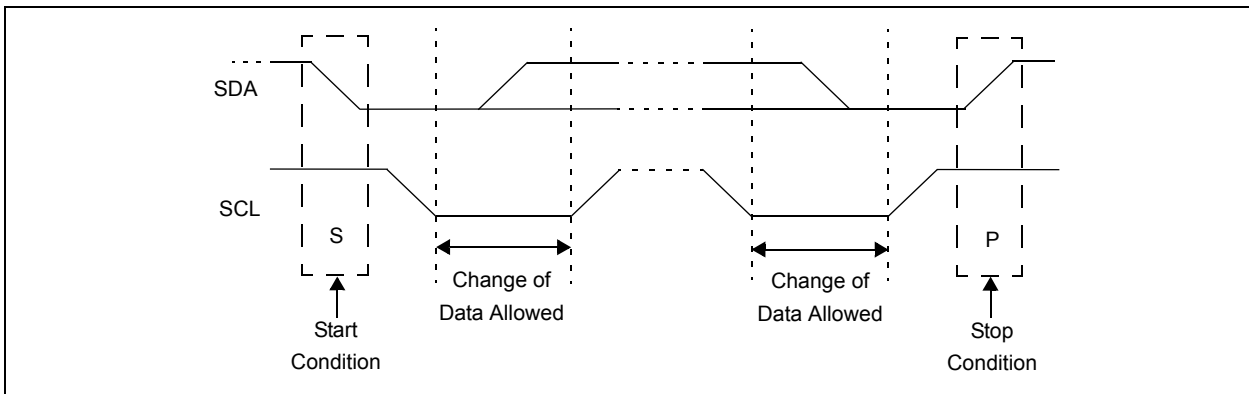 SDA
SCL
S
P
Change of
Data Allowed
Change of
Data Allowed
Start
Condition
Stop
Condition